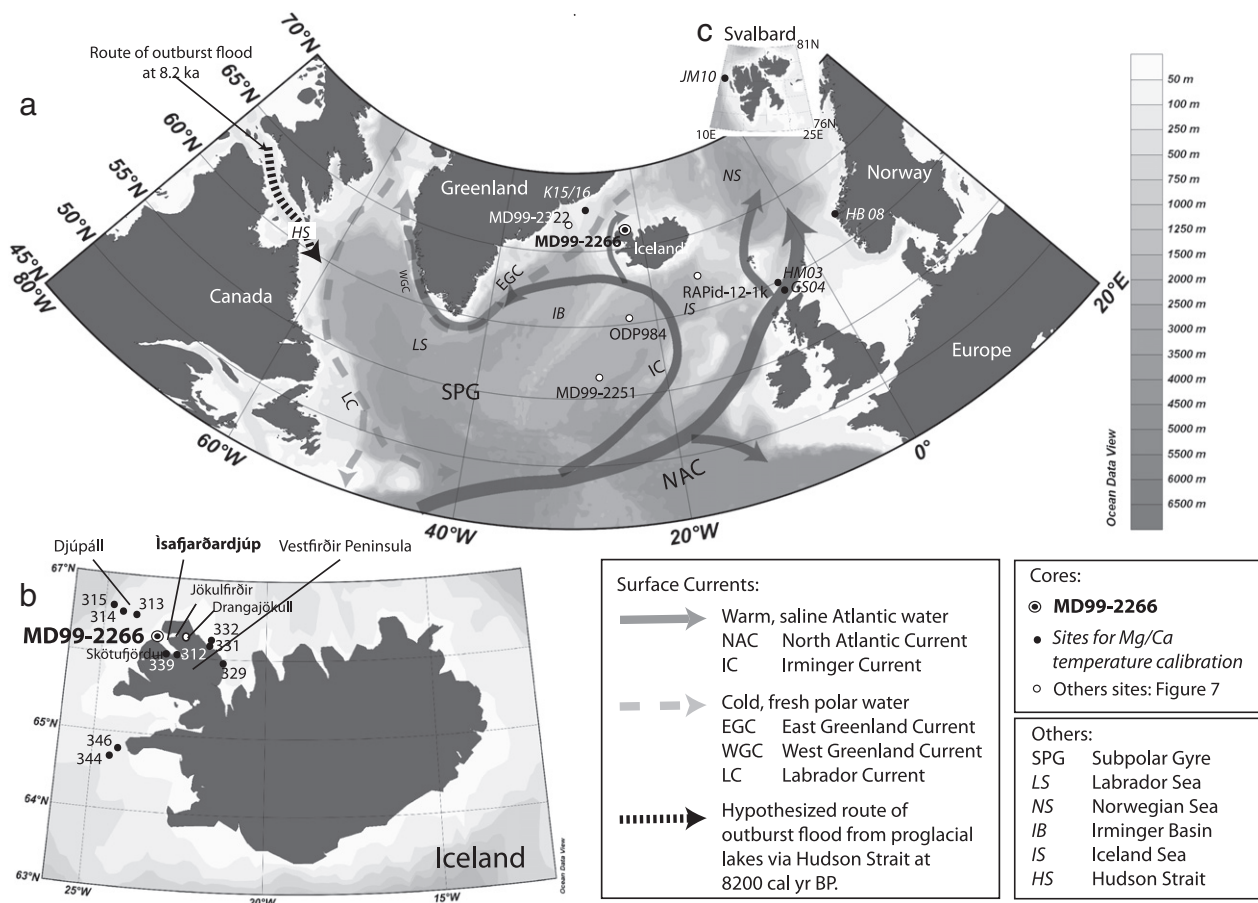 Route of outburst flood
at 8.2 ka
a
70°N
65°N
60°N
55°N
50°N
45°N
80°W
60°W
40°W
20°W
0°
20°E
HS
Canada
Greenland
K15/16
MD99-2322
MD99-2266
Iceland
WGC
EGC
LS
IB
SPG
LC
ODP984
MD99-2251
IC
IS
RAPid-12-1k
NAC
NS
HM03
GS04
HB 08
Norway
Europe
c
Svalbard
81N
JM10
76N
10E
25E
50 m
100 m
250 m
500 m
750 m
1000 m
1250 m
1500 m
2000 m
2500 m
3000 m
3500 m
4000 m
4500 m
5000 m
5500 m
6000 m
6500 m
Ocean Data View
b
Djúpáll
Ìsafjarðardjúp
Vestfirðir Peninsula
Jökulfirðir
Drangajökull
67°N
65°N
64°N
63°N
25°W
20°W
15°W
315
314
313
MD99-2266
Skötufjördur
339
312
332
331
329
346
344
Iceland
Ocean Data View
Surface Currents:
Warm, saline Atlantic water
NAC North Atlantic Current
IC Irminger Current
Cold, fresh polar water
EGC East Greenland Current
WGC West Greenland Current
LC Labrador Current
Hypothesized route of
outburst flood from proglacial
lakes via Hudson Strait at
8200 cal yr BP.
Cores:
MD99-2266
Sites for Mg/Ca
temperature calibration
Others sites: Figure 7
Others:
SPG Subpolar Gyre
LS Labrador Sea
NS Norwegian Sea
IB Irminger Basin
IS Iceland Sea
HS Hudson Strait